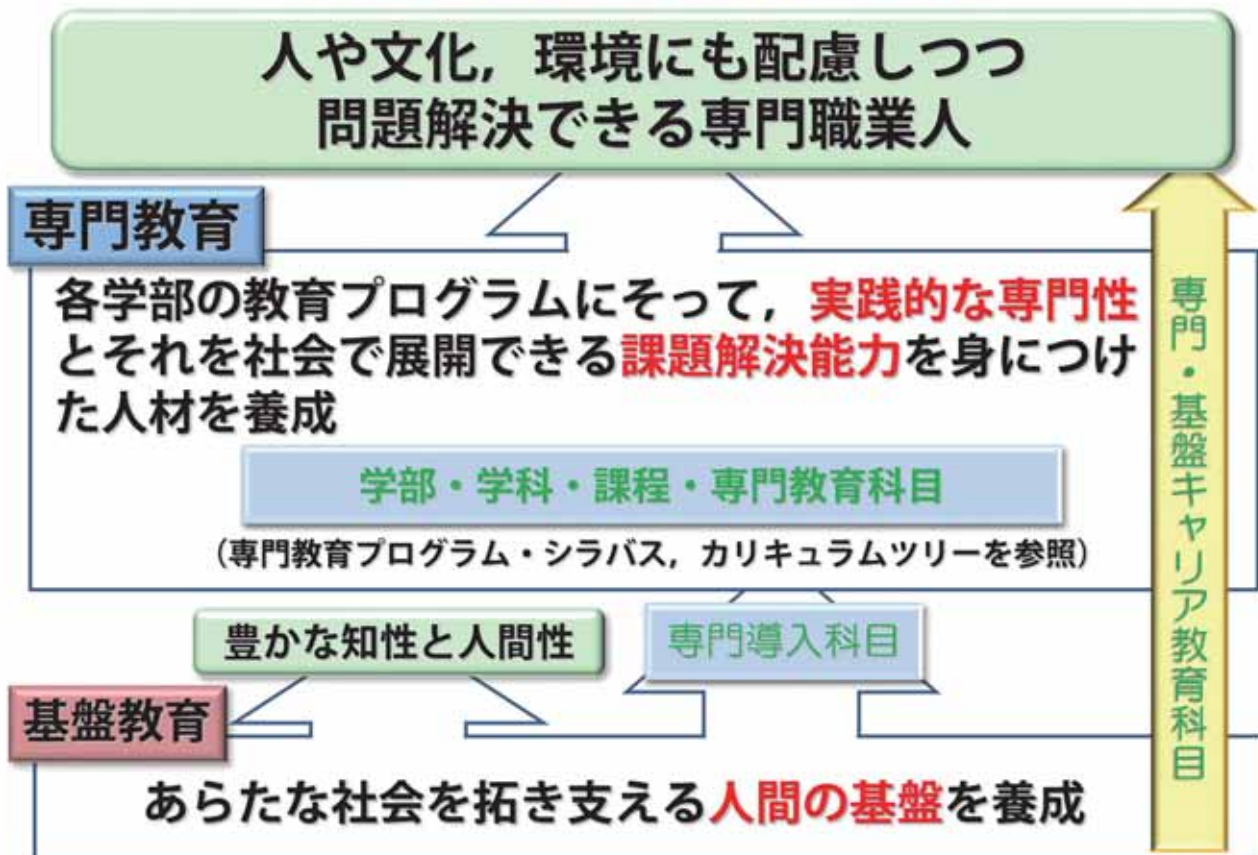 人や文化，環境にも配慮しつつ
問題解決できる専門職業人
専門教育
各学部の教育プログラムにそって，実践的な専門性
とそれを社会で展開できる課題解決能力を身につけ
た人材を養成
学部・学科・課程・専門教育科目
（専門教育プログラム・シラバス，カリキュラムツリーを参照）
豊かな知性と人間性
専門導入科目
基盤教育
あらたな社会を拓き支える人間の基盤を養成
専門・基盤キャリア教育科目